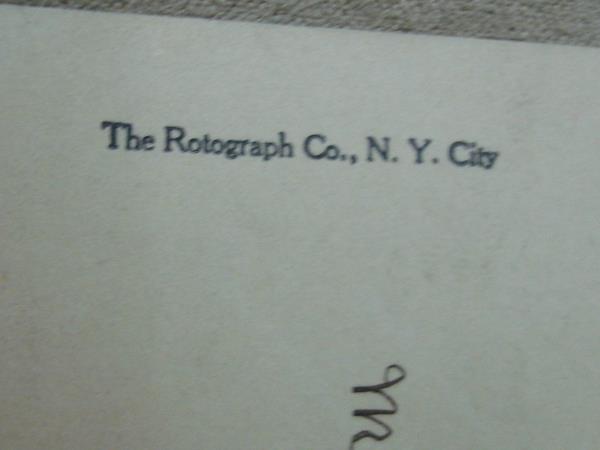 The Rotograph Co., N. Y. City